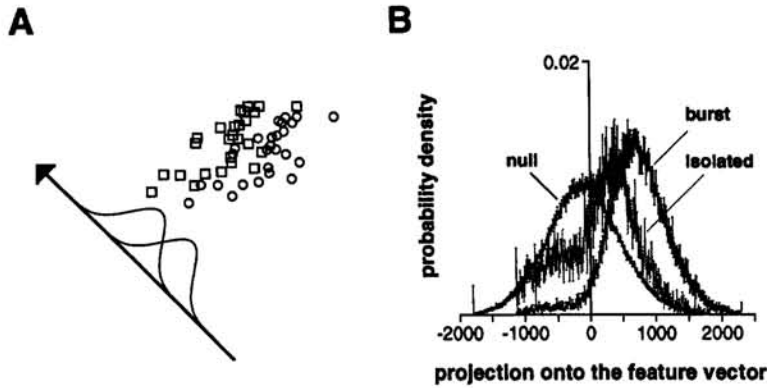 A
B
0.02
burst
null
isolated
probability density
-2000 -1000 0 1000 2000
projection onto the feature vector